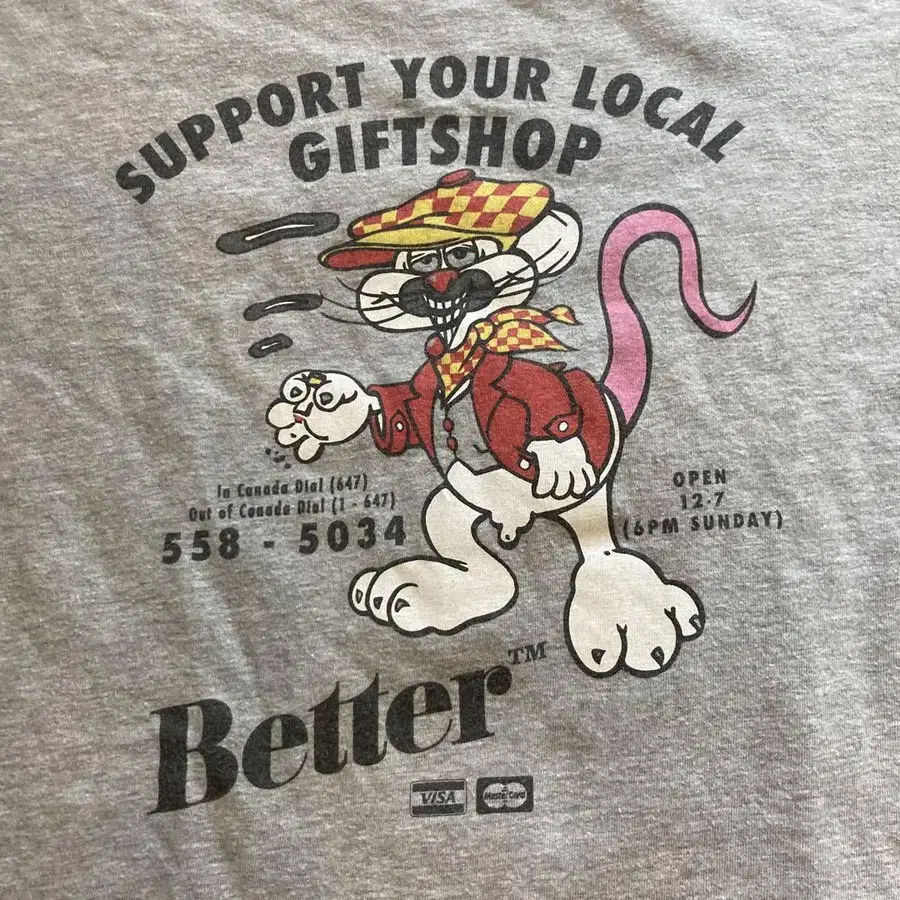 SUPPORT YOUR LOCAL
GIFTSHOP
In Canada Dial (647)
Out of Canada Dial (1 - 647)
558 - 5034
OPEN
12-7
(6PM SUNDAY)
Better™
VISA
MasterCard